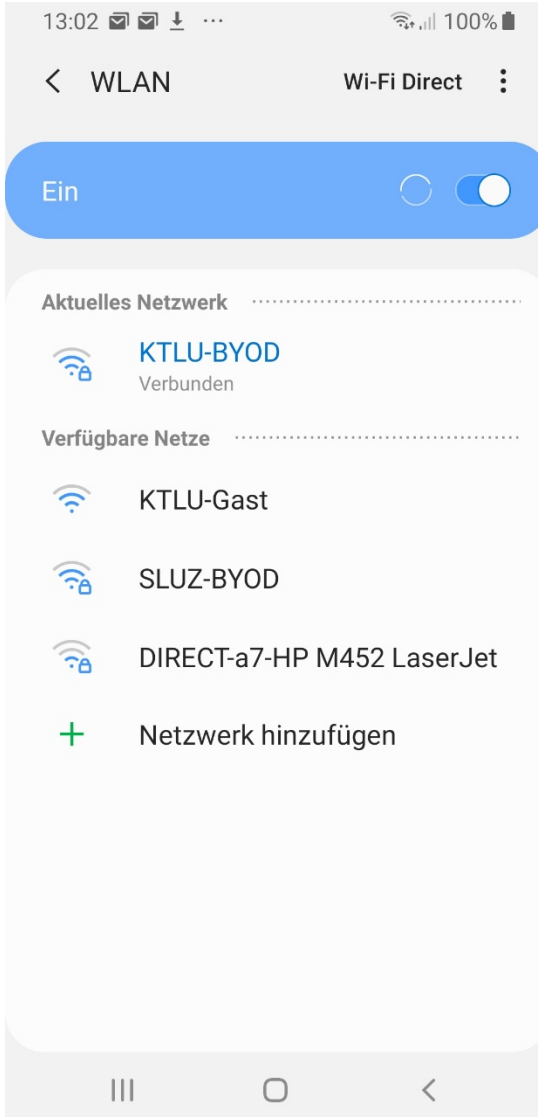 13:02 100%
WLAN Wi-Fi Direct
Ein
Aktuelles Netzwerk
KTLU-BYOD
Verbunden
Verfügbare Netze
KTLU-Gast
SLUZ-BYOD
DIRECT-a7-HP M452 LaserJet
Netzwerk hinzufügen